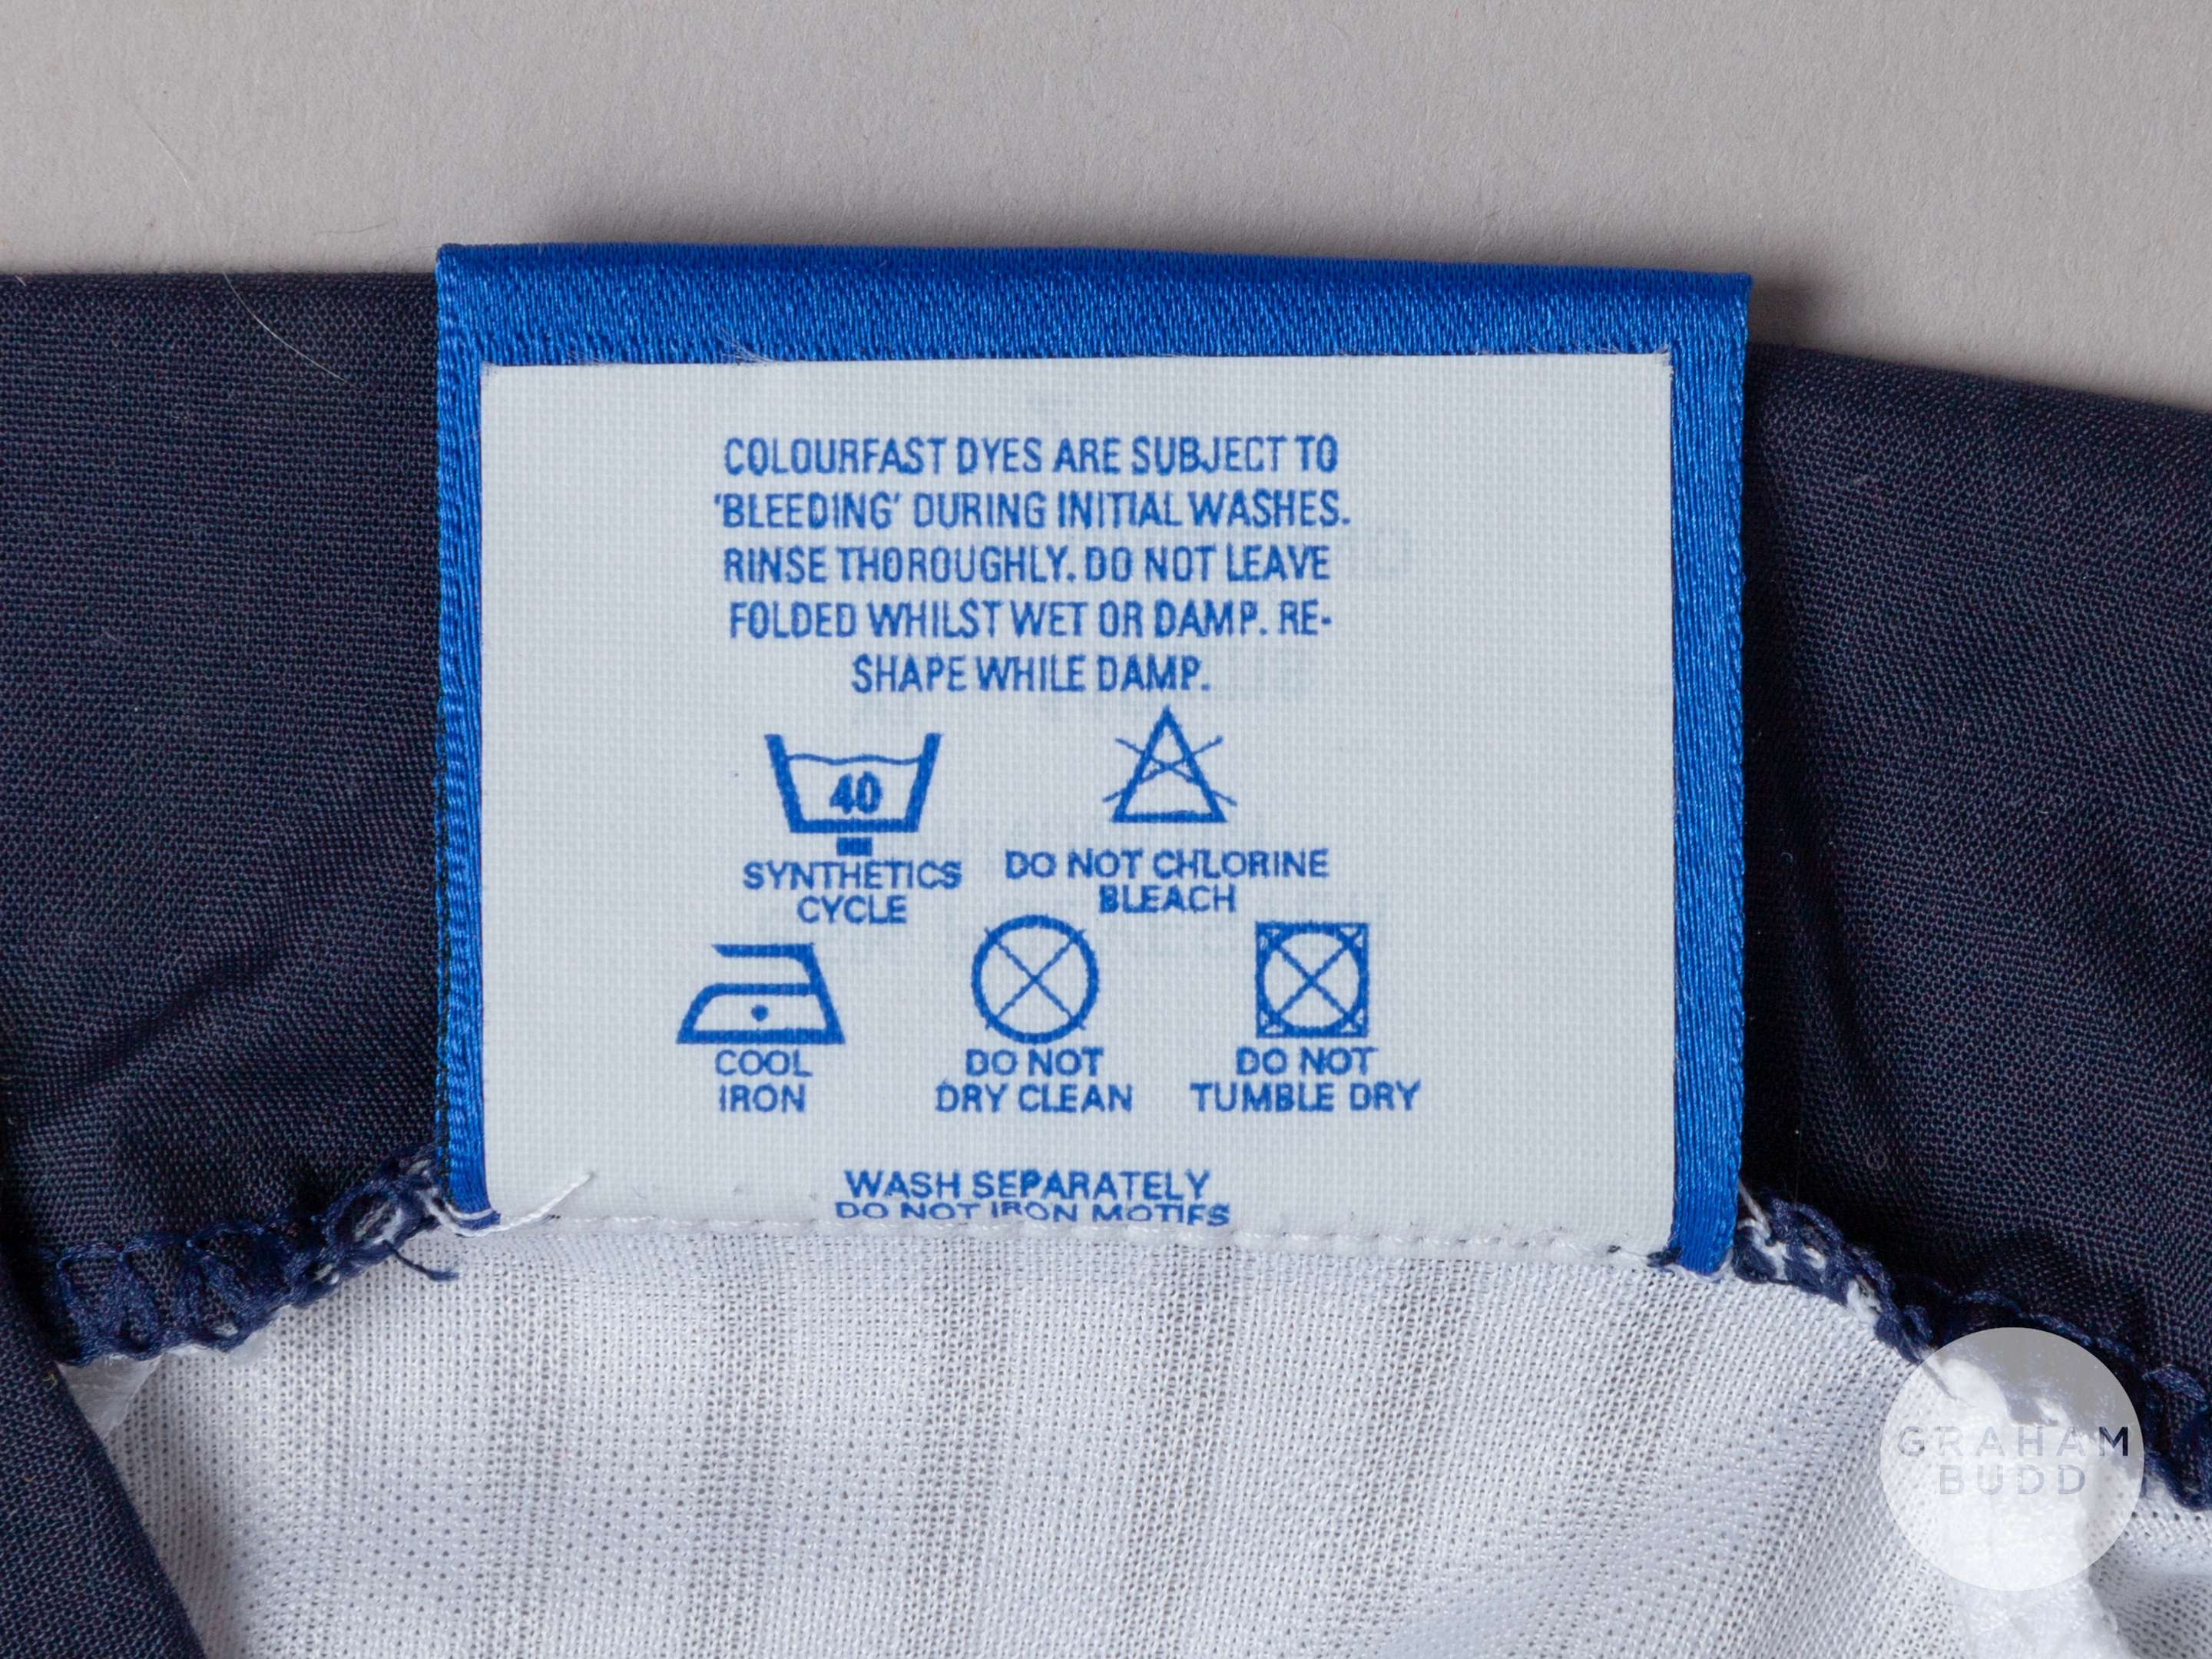 COLOURFAST DYES ARE SUBJECT TO
'BLEEDING' DURING INITIAL WASHES.
RINSE THOROUGHLY. DO NOT LEAVE
FOLDED WHILST WET OR DAMP. RE-
SHAPE WHILE DAMP.
40
SYNTHETICS
CYCLE
DO NOT CHLORINE
BLEACH
COOL
IRON
DO NOT
DRY CLEAN
DO NOT
TUMBLE DRY
WASH SEPARATELY
DO NOT IRON MOTIFS
GRAHAM
BUDD